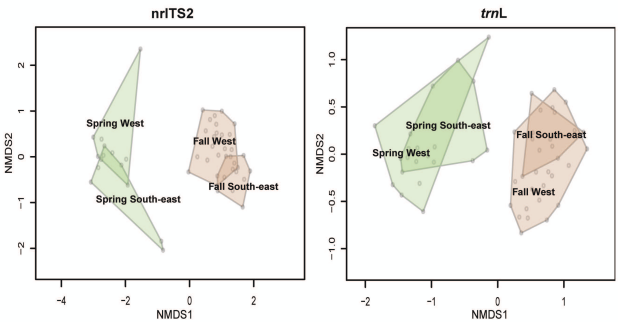 nrITS2
trnL
NMDS2
2
1
0
−1
−2
Spring West
Fall West
Fall South-east
Spring South-east
−4
−2
0
2
4
NMDS1
NMDS2
1.0
0.5
0.0
−0.5
−1.0
Spring South-east
Fall South-east
Spring West
Fall West
−2
−1
0
1
NMDS1